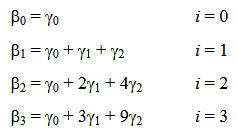 β₀ = γ₀ i = 0
β₁ = γ₀ + γ₁ + γ₂ i = 1
β₂ = γ₀ + 2γ₁ + 4γ₂ i = 2
β₃ = γ₀ + 3γ₁ + 9γ₂ i = 3